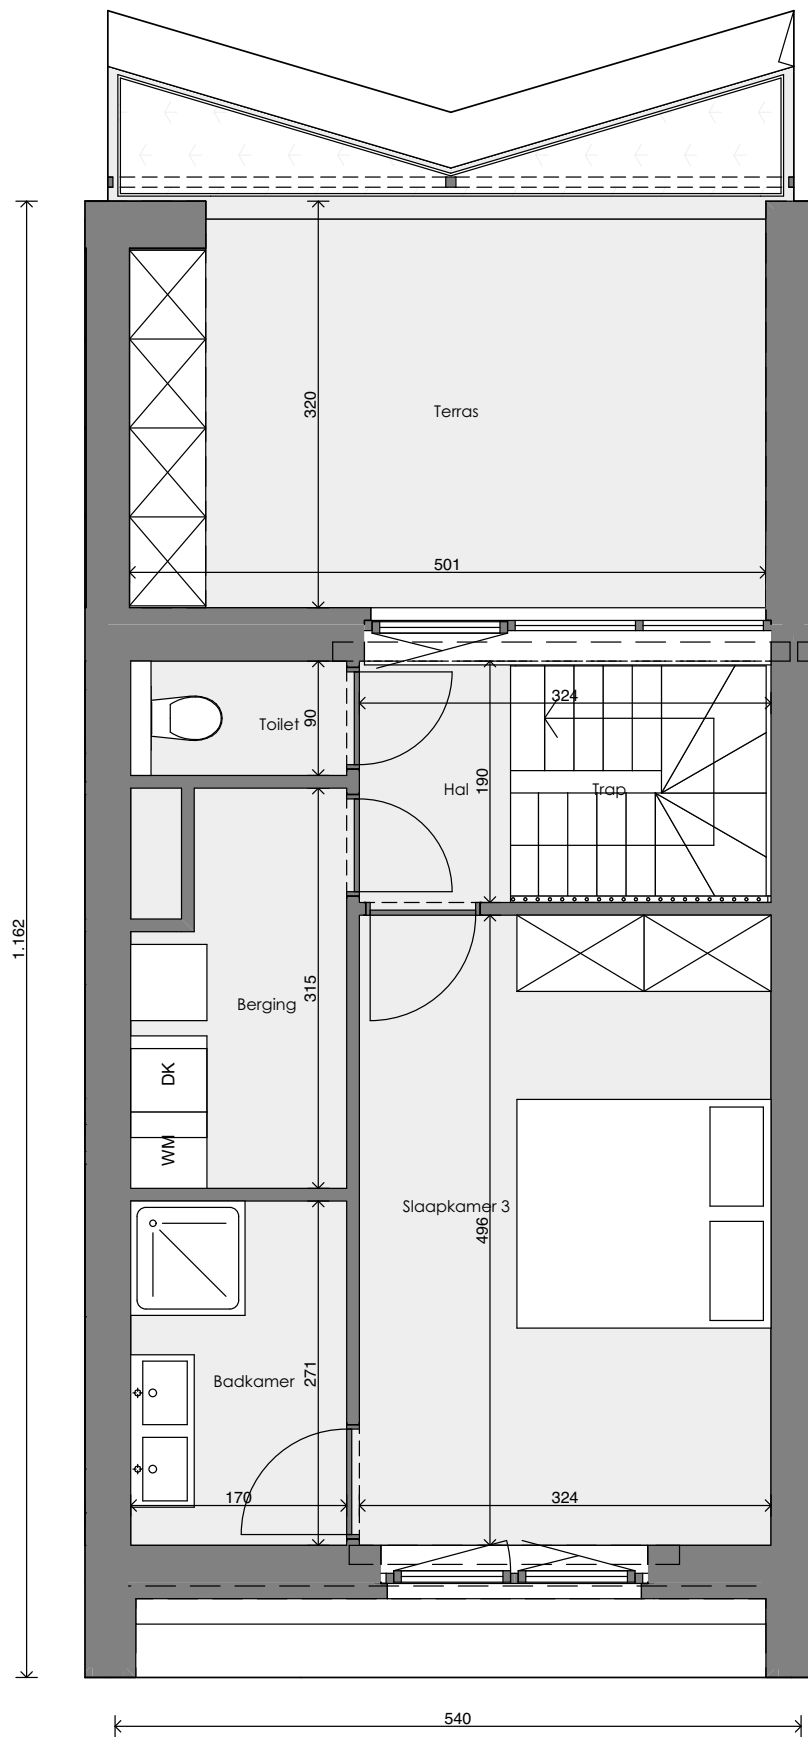 320
Terras
501
324
Toilet
90
Hal
190
Trap
1.162
315
Berging
DK
WM
Slaapkamer 3
496
Badkamer
271
170
324
540